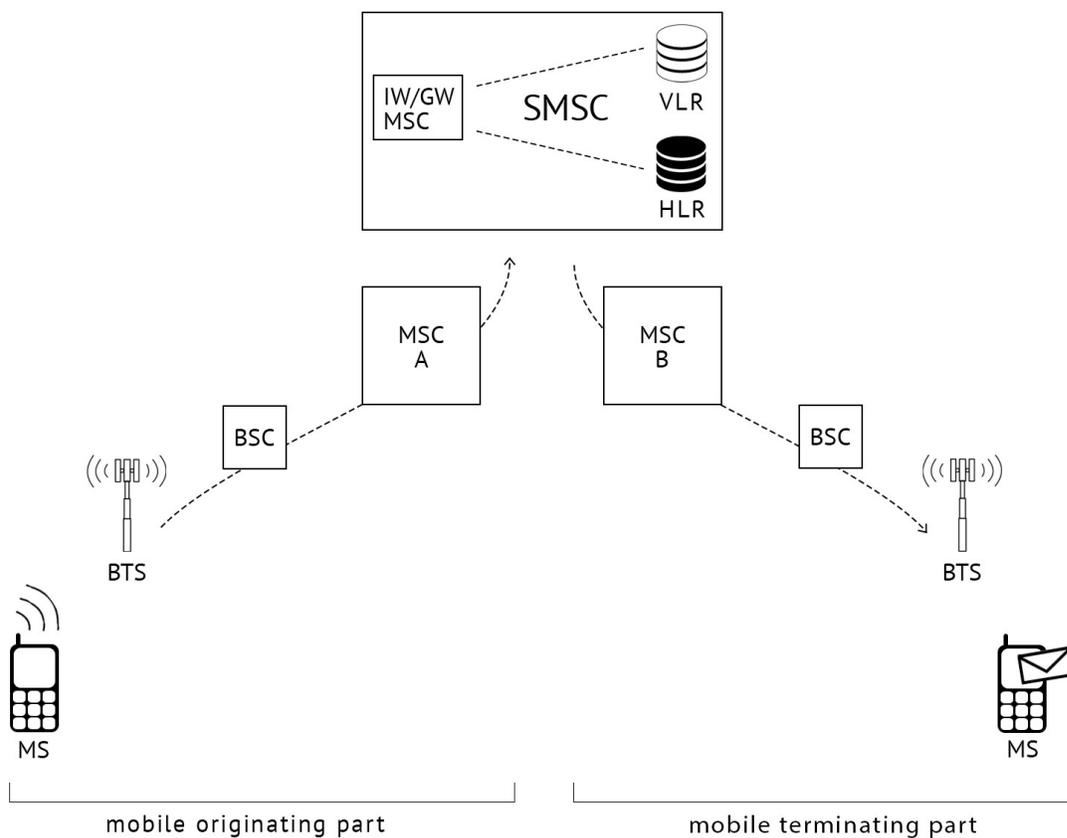 IW/GW
MSC
SMSC
VLR
HLR
MSC
A
MSC
B
BSC
BSC
BTS
BTS
MS
MS
mobile originating part
mobile terminating part